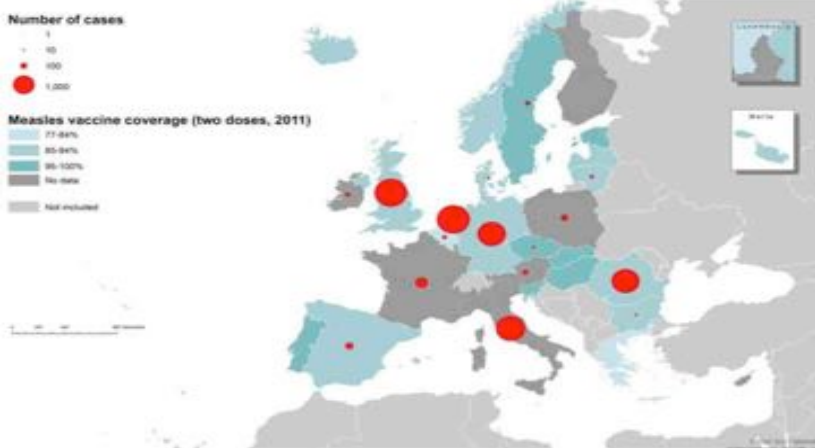 Number of cases
1
10
100
1,000
Measles vaccine coverage (two doses, 2011)
77-84%
85-94%
95-100%
No data
Not included
Malta